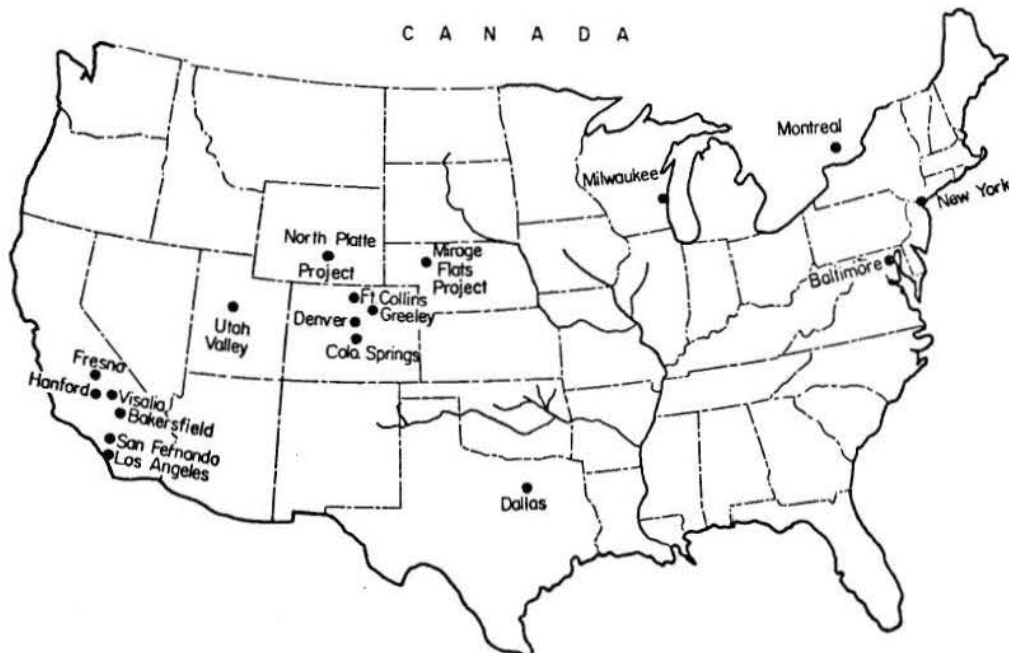 CANADA
Montreal
Milwaukee
New York
North Platte
Project
Mirage
Flats
Project
Baltimore
Ft. Collins
Greeley
Denver
Colo. Springs
Utah
Valley
Fresno
Hanford
Visalia
Bakersfield
San Fernando
Los Angeles
Dallas